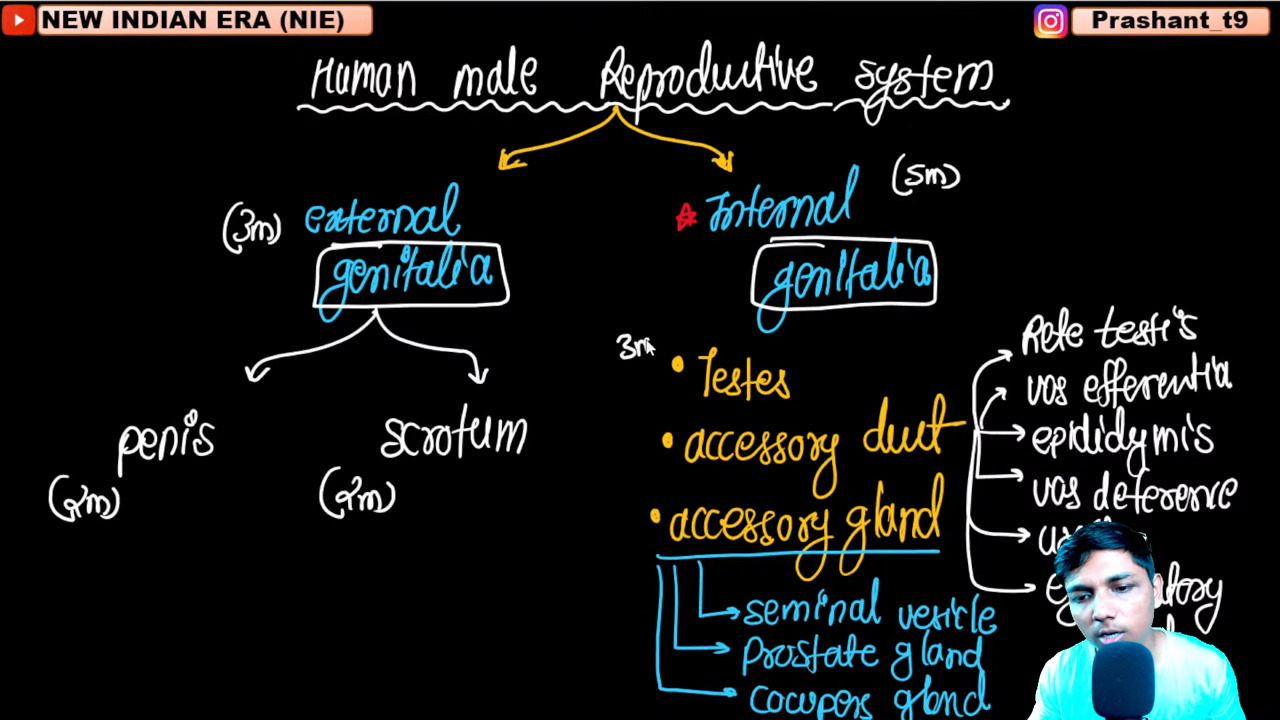 NEW INDIAN ERA (NIE)
Prashant_t9
Human male Reproductive system
(3m) external
genitalia
Internal (5m)
genitalia
penis
(2m)
scrotum
(2m)
3m
• Testes
• accessory duct
• accessory gland
Rete testis
vas efferentia
epididymis
vas deference
seminal vesicle
prostate gland
cowpers gland